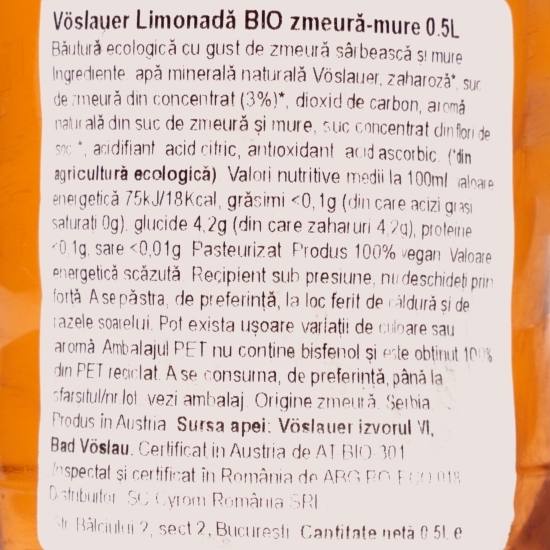 Vöslauer Limonadă BIO zmeură-mure 0.5L
Băutură ecologică cu gust de zmeură sârbească și mure
Ingrediente apă minerală naturală Vöslauer, zaharoză*, suc
de zmeură din concentrat (3%)*, dioxid de carbon, aromă
naturală din suc de zmeură și mure, suc concentrat din flori de
soc *, acidifiant acid citric, antioxidant acid ascorbic. (*din
agricultură ecologică) Valori nutritive medii la 100ml valoare
energetică 75kJ/18Kcal, grăsimi <0,1g (din care acizi grași
saturați 0g), glucide 4,2g (din care zaharuri 4,2g), proteine
<0,1g, sare <0,01g Pasteurizat Produs 100% vegan Valoare
energetică scăzută. Recipient sub presiune, nu deschideți prin
forță A se păstra, de preferință, la loc ferit de căldură și de
razele soarelui. Pot exista ușoare variații de culoare sau
aromă Ambalajul PET nu contine bisfenol și este obținut 100%
din PET reciclat. A se consuma, de preferință, până la
sfarsitul/nr lot. vezi ambalaj. Origine zmeură. Serbia
Produs în Austria Sursa apei: Vöslauer izvorul VI,
Bad Vöslau. Certificat in Austria de AT BIO 301
Inspectat și certificat în România de ARG RO ECO 018
Distribuitor SC Gyrom România SRL
Str. Bâlciului 2, sect 2, București Cantitate netă 0 5L e